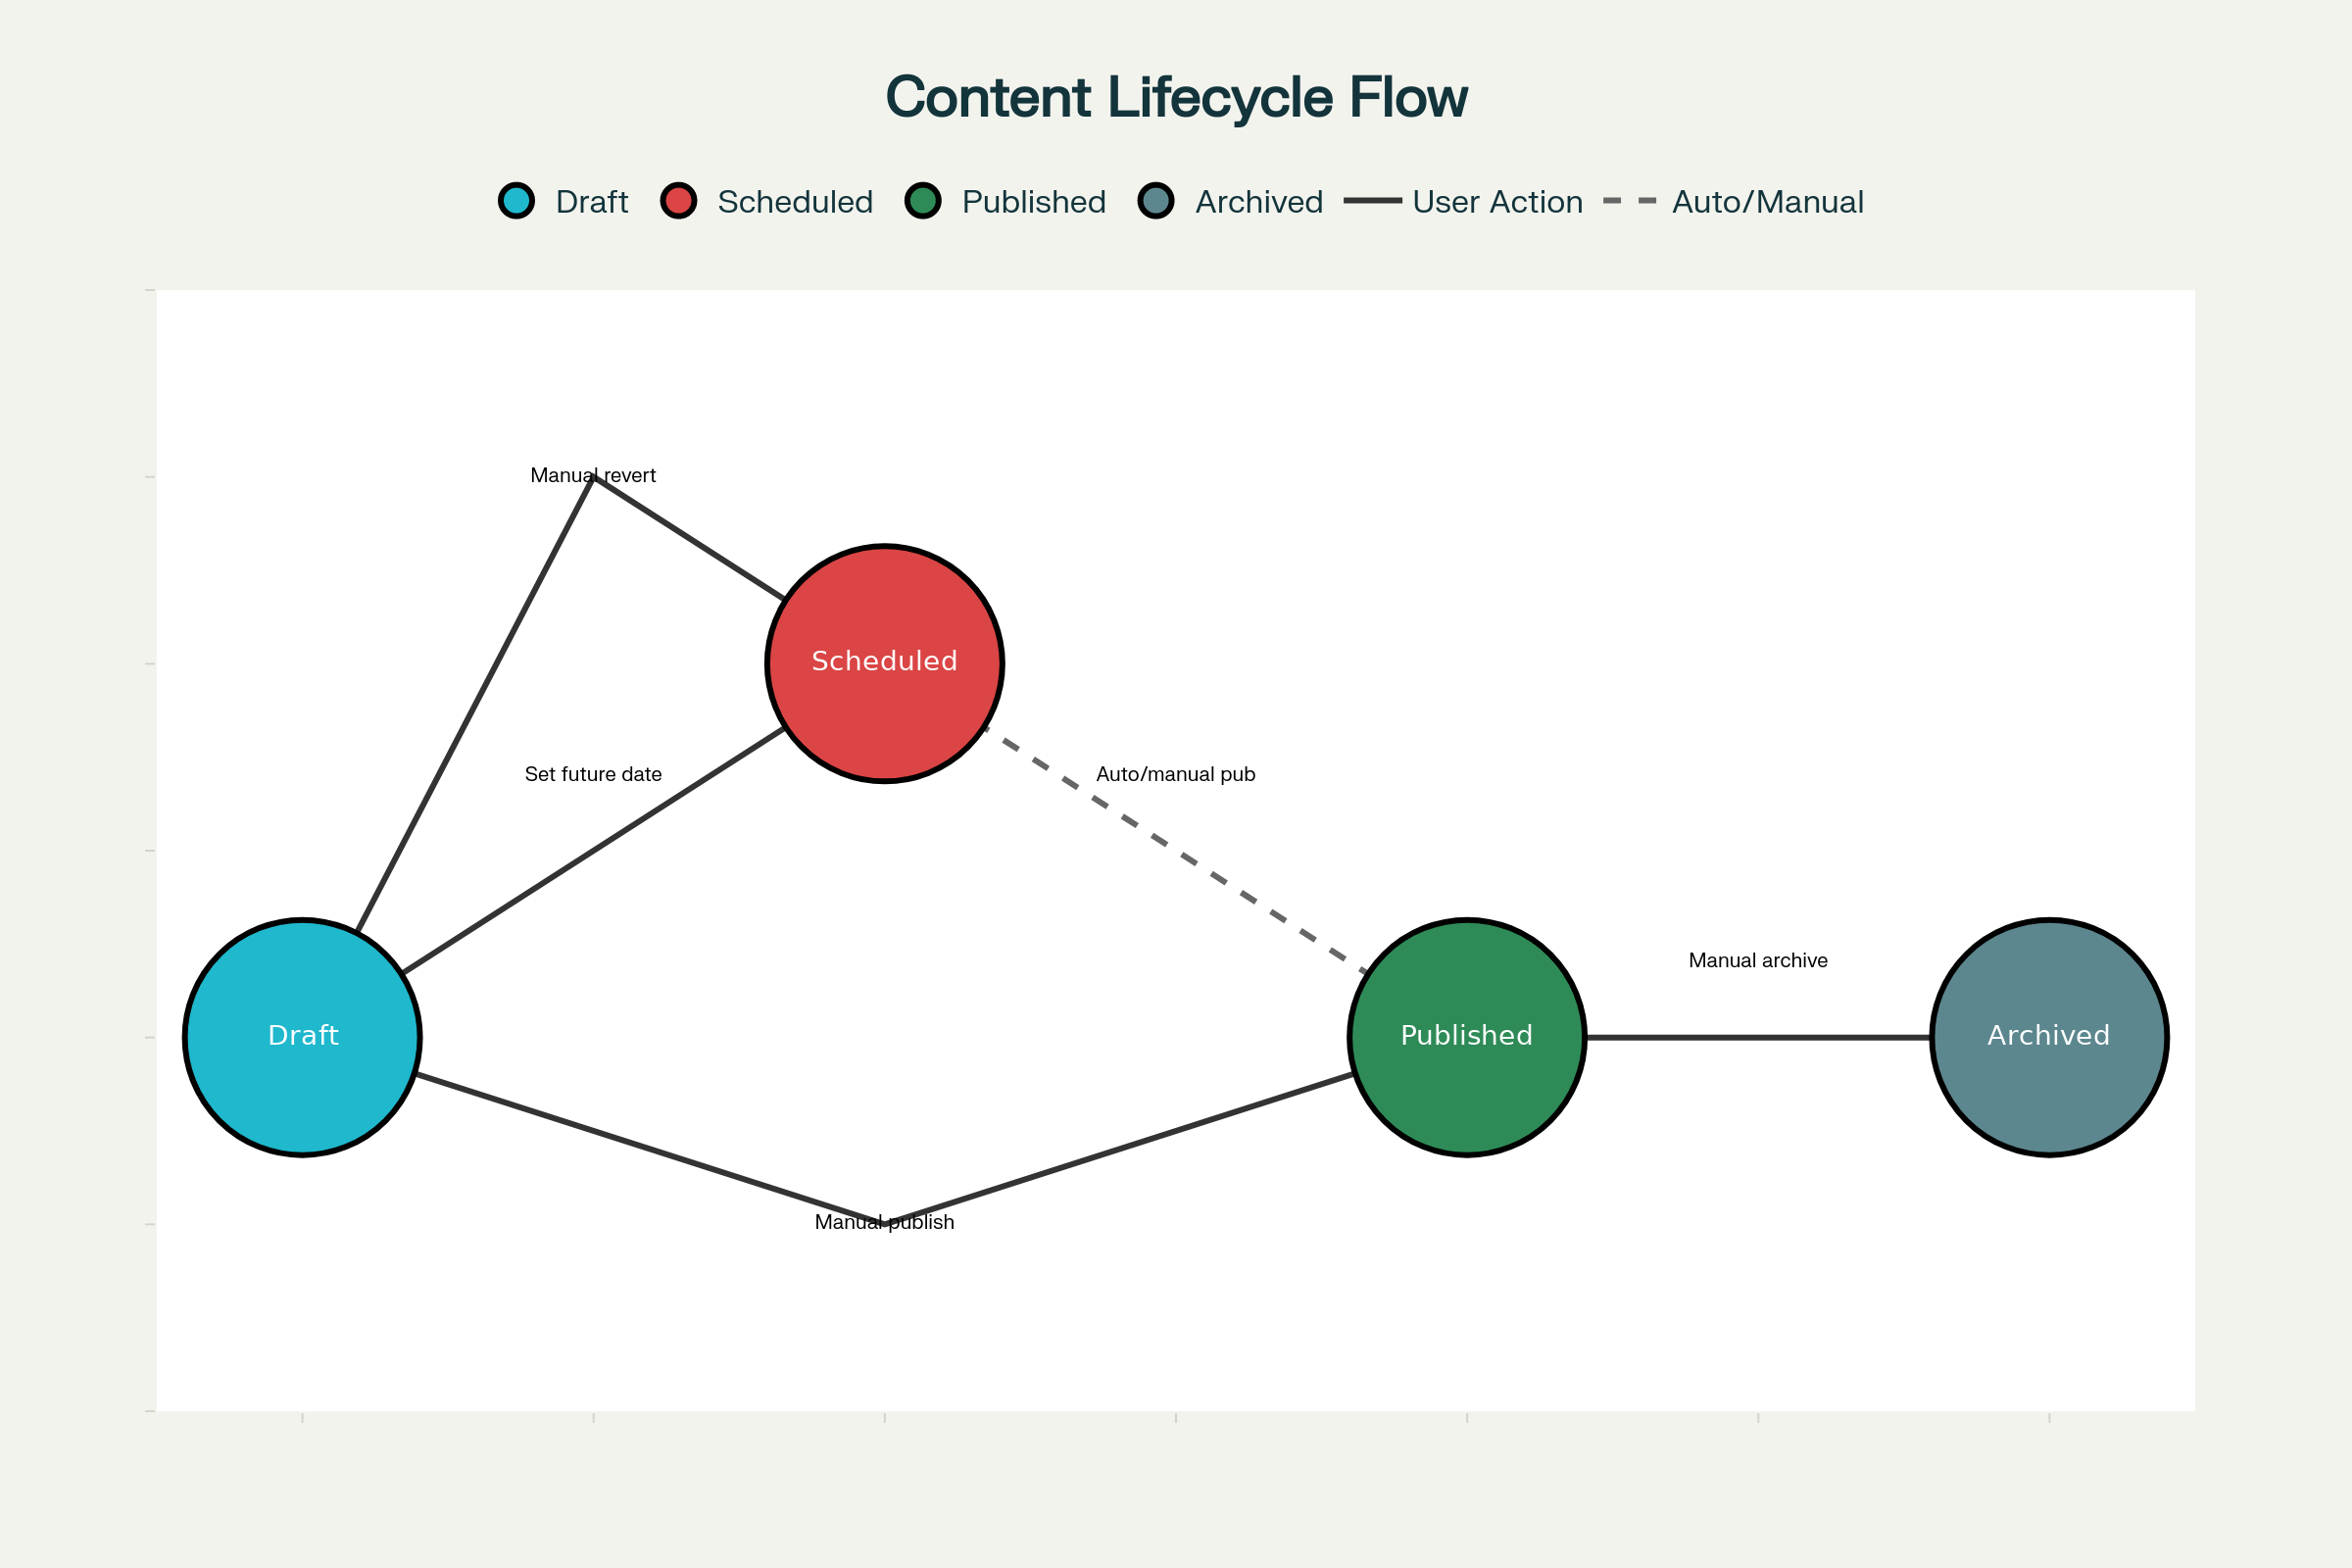 Content Lifecycle Flow
Draft Scheduled Published Archived User Action Auto/Manual
Manual revert
Scheduled
Set future date
Auto/manual pub
Manual archive
Draft
Published
Archived
Manual publish